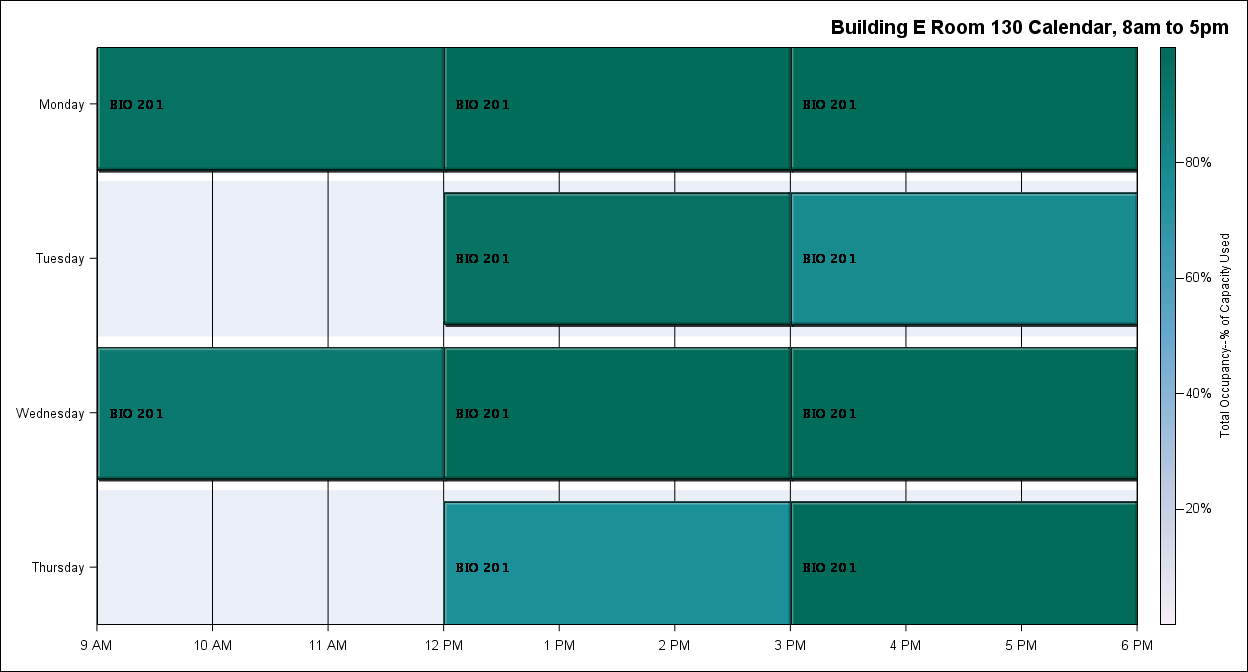 Building E Room 130 Calendar, 8am to 5pm
Monday
BIO 201 BIO 201 BIO 201
80%
Tuesday
BIO 201 BIO 201
60%
Total Occupancy--% of Capacity Used
40%
Wednesday
BIO 201 BIO 201 BIO 201
20%
Thursday
BIO 201 BIO 201
9 AM 10 AM 11 AM 12 PM 1 PM 2 PM 3 PM 4 PM 5 PM 6 PM